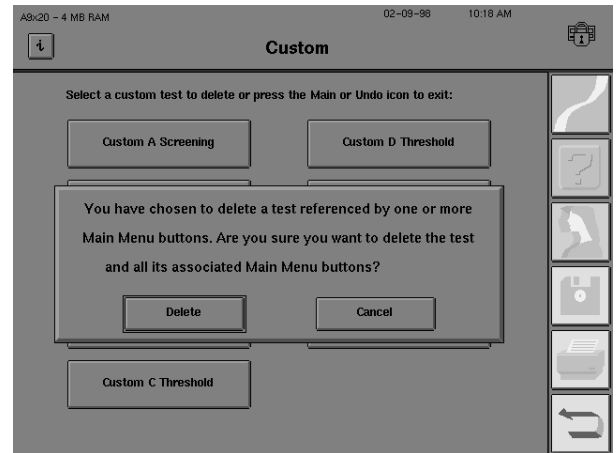 A9x20 - 4 MB RAM
02-09-98
10:18 AM
i
Custom
Select a custom test to delete or press the Main or Undo icon to exit:
Custom A Screening
Custom D Threshold
You have chosen to delete a test referenced by one or more
Main Menu buttons. Are you sure you want to delete the test
and all its associated Main Menu buttons?
Delete
Cancel
Custom C Threshold
?